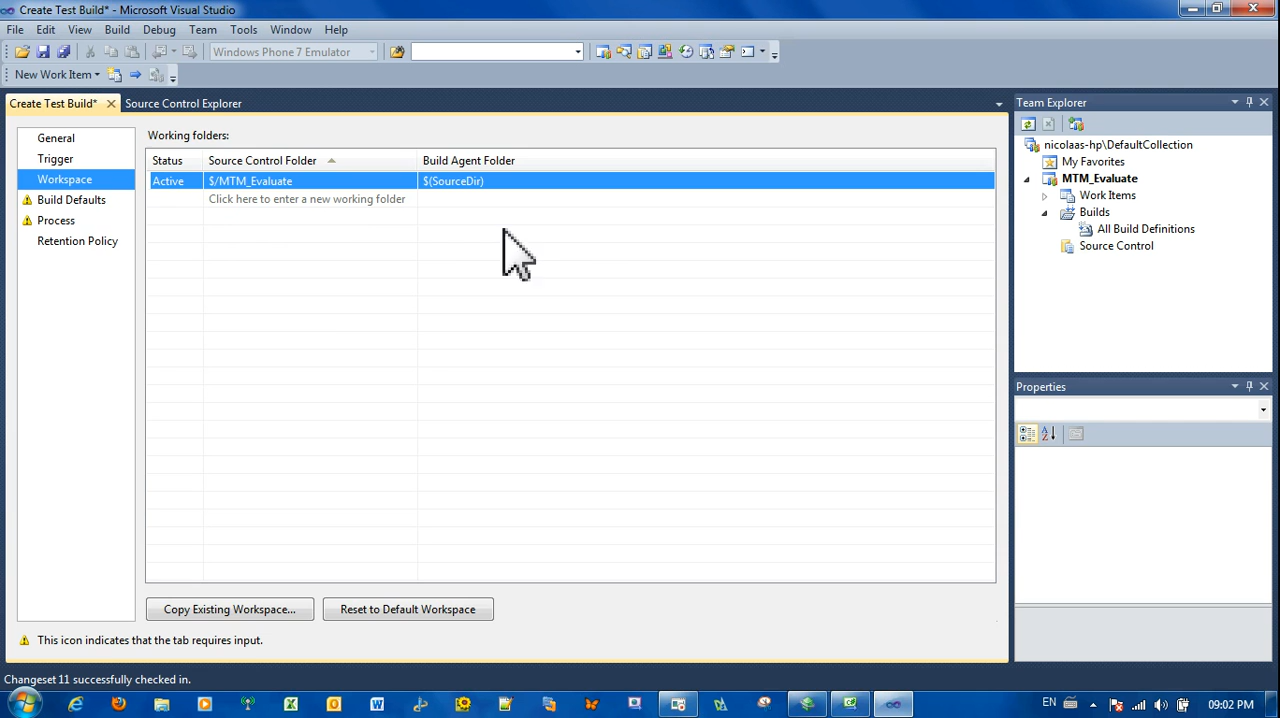 Create Test Build* - Microsoft Visual Studio
File Edit View Build Debug Team Tools Window Help
Windows Phone 7 Emulator
New Work Item
Create Test Build* Source Control Explorer
General
Trigger
Workspace
Build Defaults
Process
Retention Policy
Working folders:
Status Source Control Folder Build Agent Folder
Active $/MTM_Evaluate $(SourceDir)
Click here to enter a new working folder
Copy Existing Workspace... Reset to Default Workspace
This icon indicates that the tab requires input.
Team Explorer
nicolaas-hp\DefaultCollection
My Favorites
MTM_Evaluate
Work Items
Builds
All Build Definitions
Source Control
Properties
Changeset 11 successfully checked in.
EN 09:02 PM